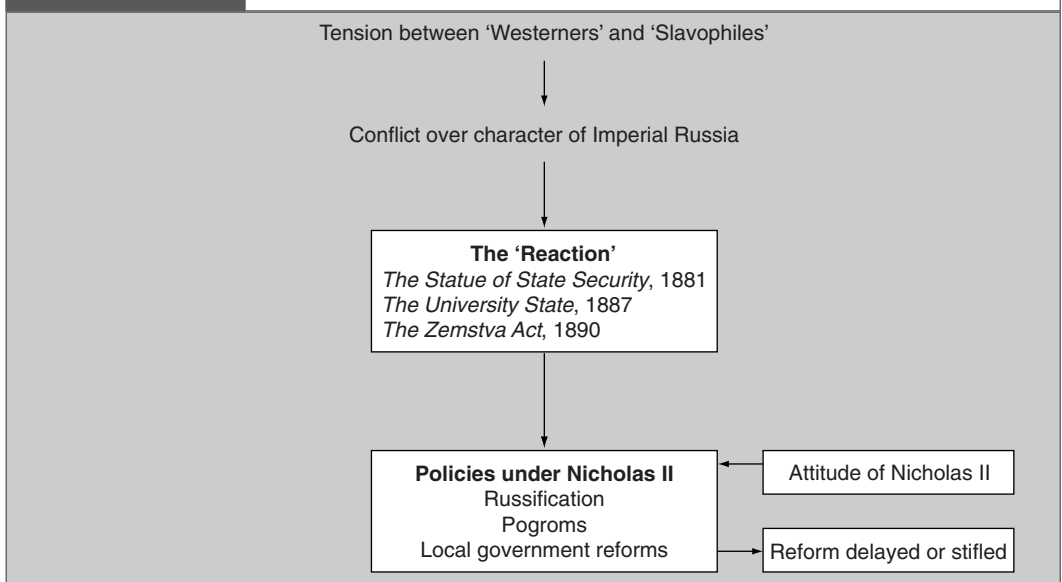 Tension between ‘Westerners’ and ‘Slavophiles’
Conflict over character of Imperial Russia
The ‘Reaction’
The Statue of State Security, 1881
The University State, 1887
The Zemstva Act, 1890
Policies under Nicholas II
Russification
Pogroms
Local government reforms
Attitude of Nicholas II
Reform delayed or stifled